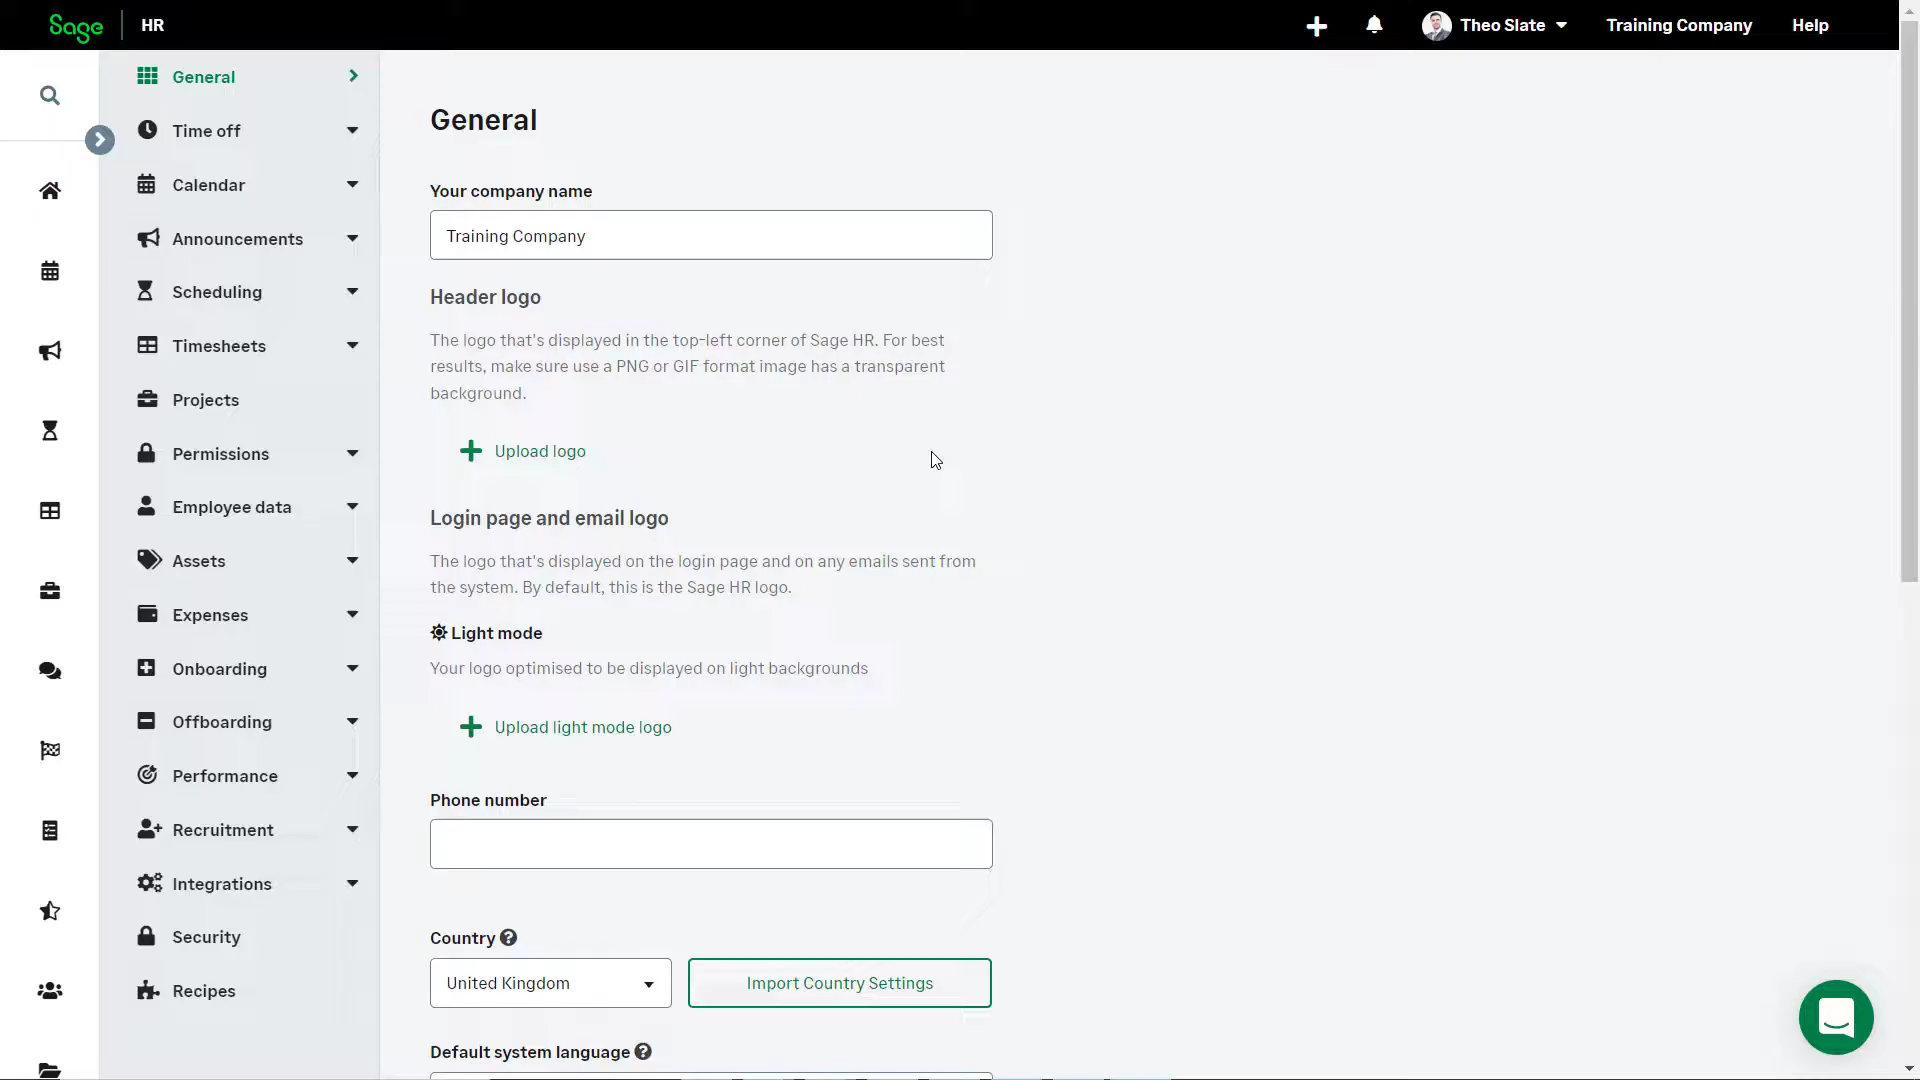 Sage HR
Theo Slate Training Company Help
General
Time off
Calendar
Announcements
Scheduling
Timesheets
Projects
Permissions
Employee data
Assets
Expenses
Onboarding
Offboarding
Performance
Recruitment
Integrations
Security
Recipes
General
Your company name
Training Company
Header logo
The logo that's displayed in the top-left corner of Sage HR. For best
results, make sure use a PNG or GIF format image has a transparent
background.
Upload logo
Login page and email logo
The logo that's displayed on the login page and on any emails sent from
the system. By default, this is the Sage HR logo.
Light mode
Your logo optimised to be displayed on light backgrounds
Upload light mode logo
Phone number
Country ?
United Kingdom
Import Country Settings
Default system language ?